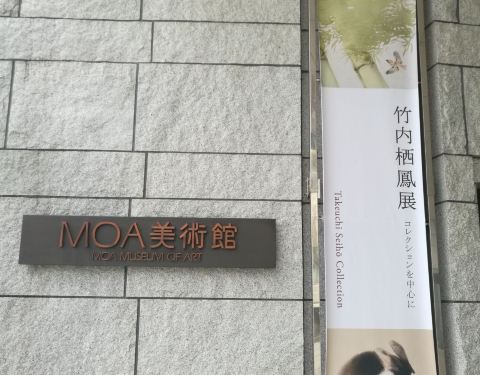 MOA美術館
MOA MUSEUM OF ART
竹内栖鳳展
コレクションを中心に
Takeuchi Seihō Collection